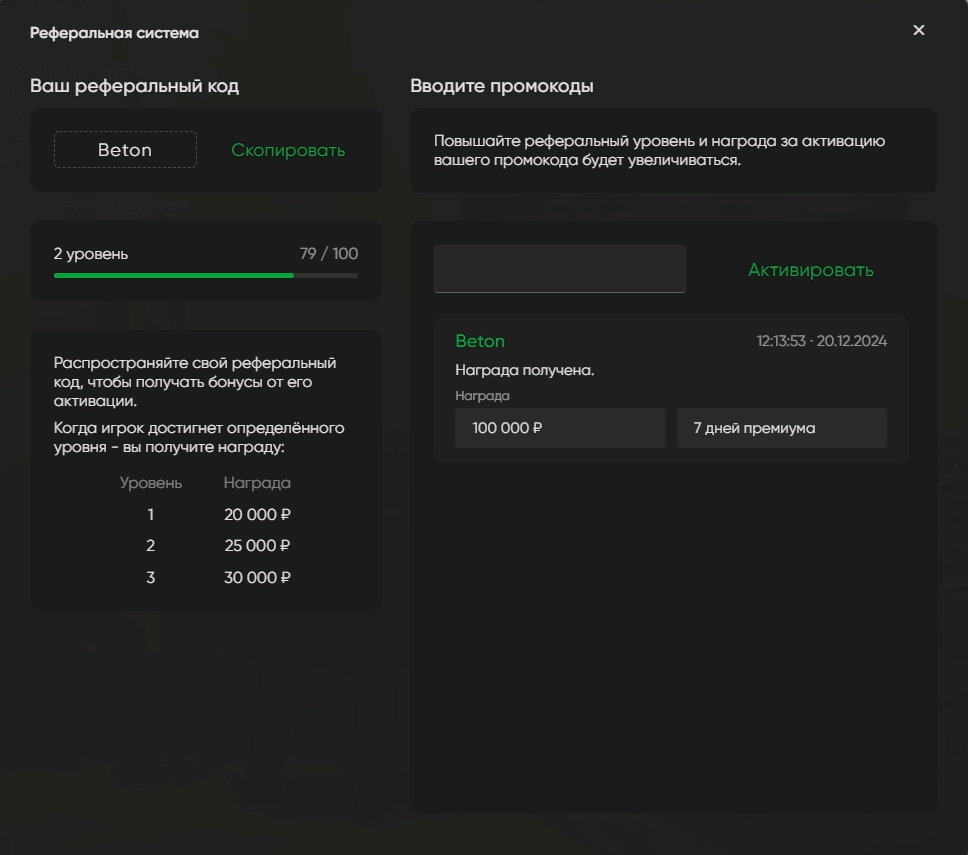 Реферальная система
Ваш реферальный код
Beton
Скопировать
2 уровень
79 / 100
Распространяйте свой реферальный
код, чтобы получать бонусы от его
активации.
Когда игрок достигнет определённого
уровня - вы получите награду:
Уровень Награда
1 20 000 ₽
2 25 000 ₽
3 30 000 ₽
Вводите промокоды
Повышайте реферальный уровень и награда за активацию
вашего промокода будет увеличиваться.
Активировать
Beton
12:13:53 · 20.12.2024
Награда получена.
Награда
100 000 ₽
7 дней премиума